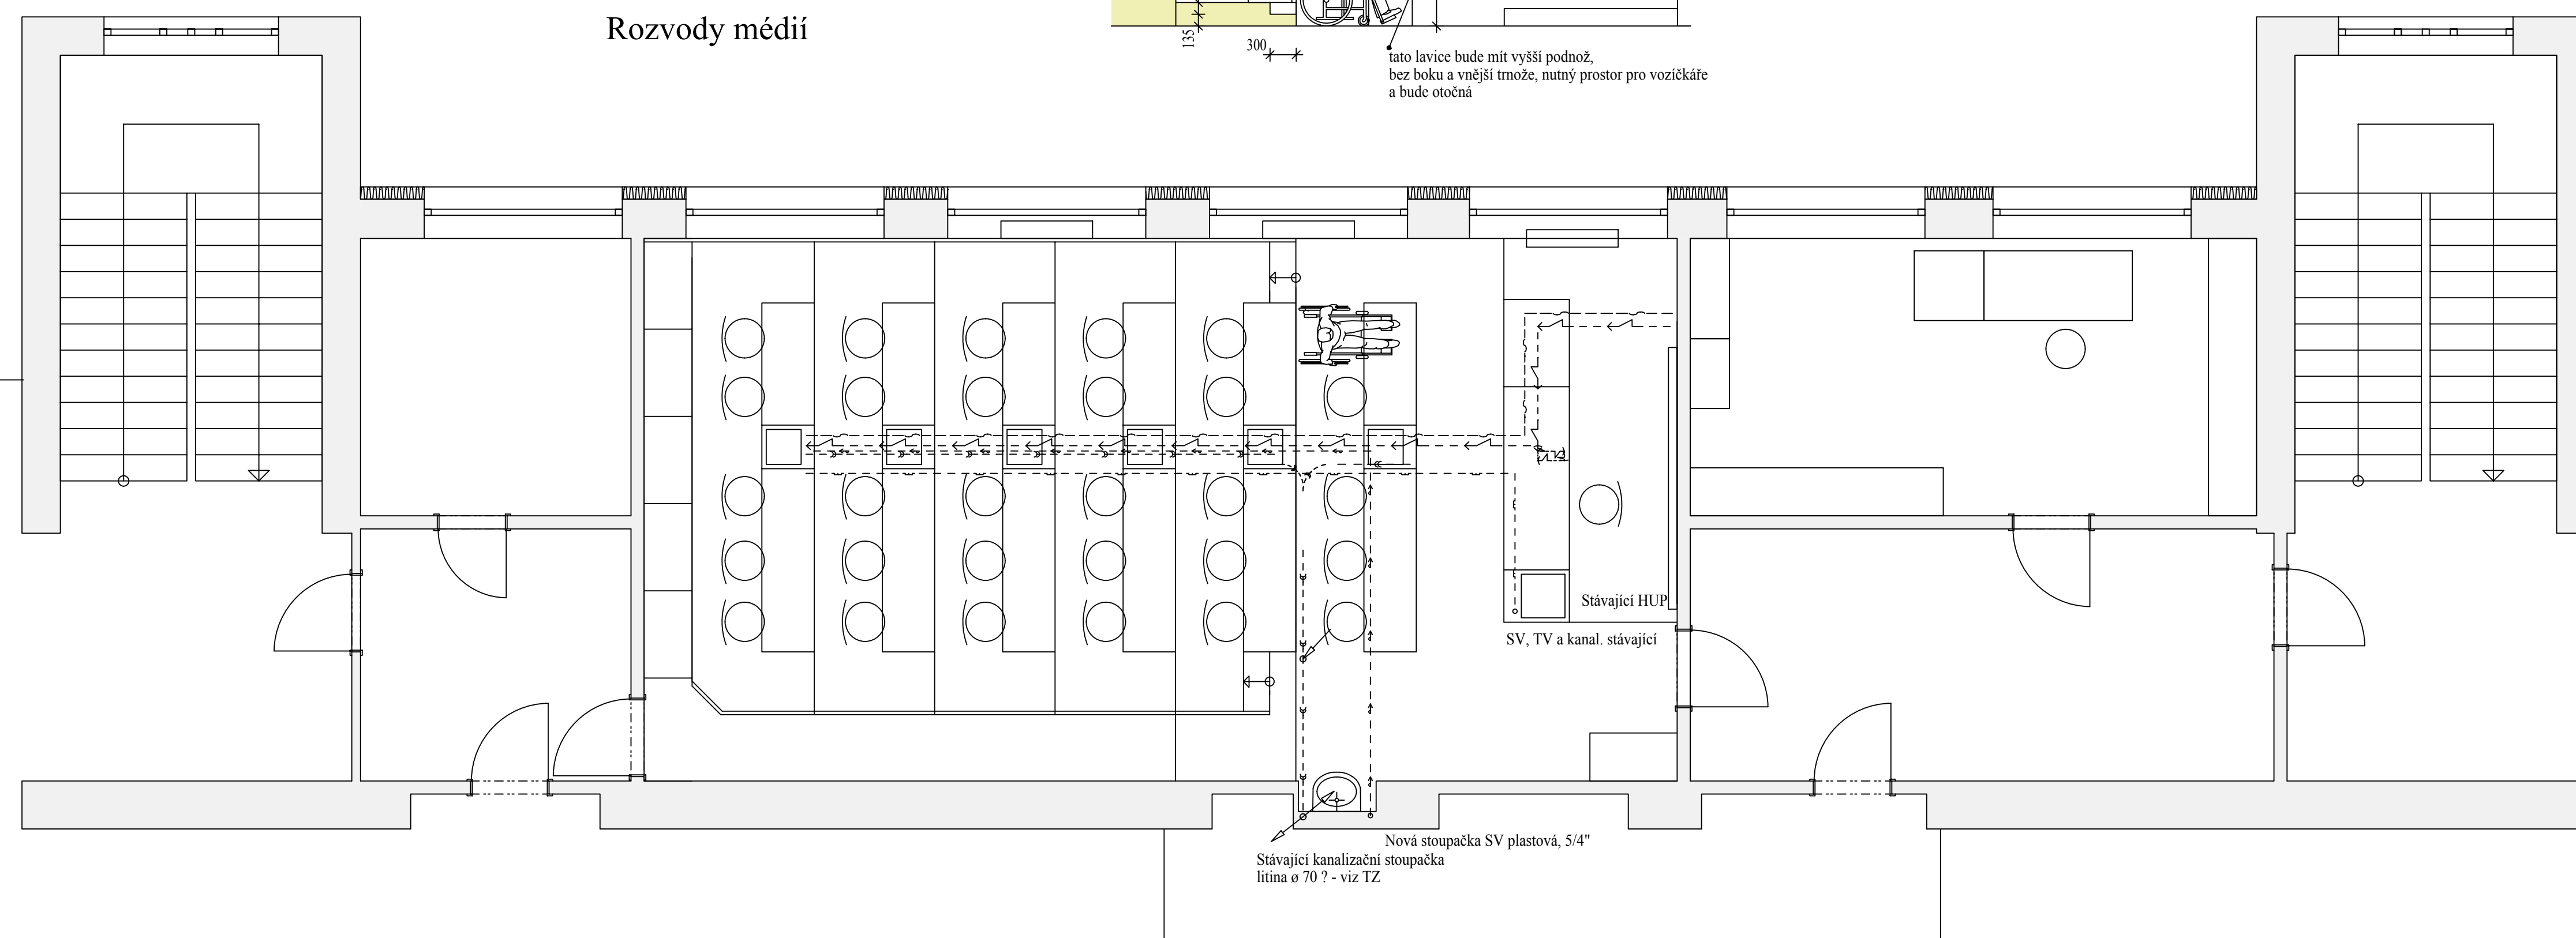 Rozvody médií
135
300
tato lavice bude mít vyšší podnož,
bez boku a vnější trnože, nutný prostor pro vozíčkáře
a bude otočná
Stávající HUP
SV, TV a kanal. stávající
Nová stoupačka SV plastová, 5/4"
Stávající kanalizační stoupačka
litina ø 70 ? - viz TZ